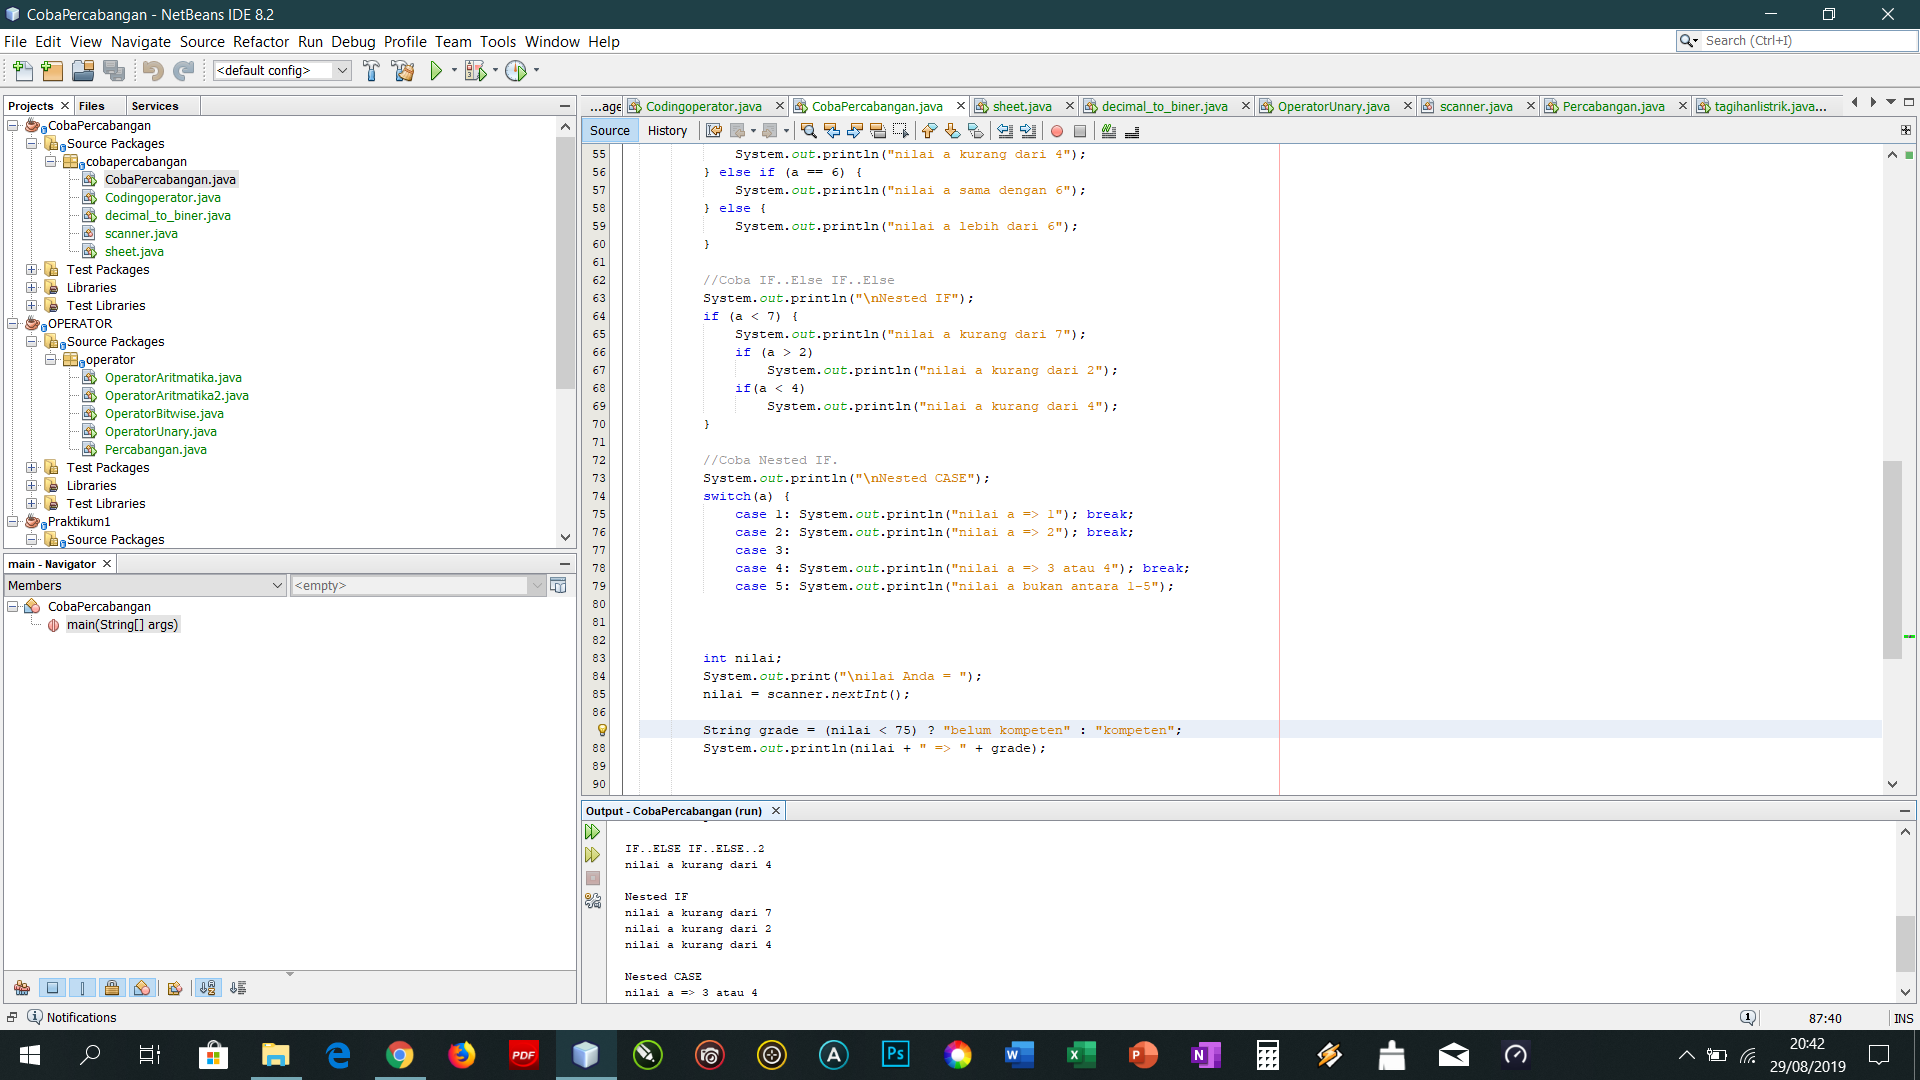 CobaPercabangan - NetBeans IDE 8.2
File Edit View Navigate Source Refactor Run Debug Profile Team Tools Window Help
Search (Ctrl+I)
<default config>
Projects Files Services
CobaPercabangan
Source Packages
cobapercabangan
CobaPercabangan.java
Codingoperator.java
decimal_to_biner.java
scanner.java
sheet.java
Test Packages
Libraries
Test Libraries
OPERATOR
Source Packages
operator
OperatorAritmatika.java
OperatorAritmatika2.java
OperatorBitwise.java
OperatorUnary.java
Percabangan.java
Test Packages
Libraries
Test Libraries
Praktikum1
Source Packages
main - Navigator
Members <empty>
CobaPercabangan
main(String[] args)
...age Codingoperator.java CobaPercabangan.java sheet.java decimal_to_biner.java OperatorUnary.java scanner.java Percabangan.java tagihanlistrik.java...
Source History
55 System.out.println("nilai a kurang dari 4");
56 } else if (a == 6) {
57 System.out.println("nilai a sama dengan 6");
58 } else {
59 System.out.println("nilai a lebih dari 6");
60 }
61
62 //Coba IF..Else IF..Else
63 System.out.println("\nNested IF");
64 if (a < 7) {
65 System.out.println("nilai a kurang dari 7");
66 if (a > 2)
67 System.out.println("nilai a kurang dari 2");
68 if(a < 4)
69 System.out.println("nilai a kurang dari 4");
70 }
71
72 //Coba Nested IF.
73 System.out.println("\nNested CASE");
74 switch(a) {
75 case 1: System.out.println("nilai a => 1"); break;
76 case 2: System.out.println("nilai a => 2"); break;
77 case 3:
78 case 4: System.out.println("nilai a => 3 atau 4"); break;
79 case 5: System.out.println("nilai a bukan antara 1-5");
80
81
82
83 int nilai;
84 System.out.print("\nilai Anda = ");
85 nilai = scanner.nextInt();
86
String grade = (nilai < 75) ? "belum kompeten" : "kompeten";
88 System.out.println(nilai + " => " + grade);
89
90
Output - CobaPercabangan (run)
IF..ELSE IF..ELSE..2
nilai a kurang dari 4
Nested IF
nilai a kurang dari 7
nilai a kurang dari 2
nilai a kurang dari 4
Nested CASE
nilai a => 3 atau 4
Notifications
87:40 INS
20:42
29/08/2019